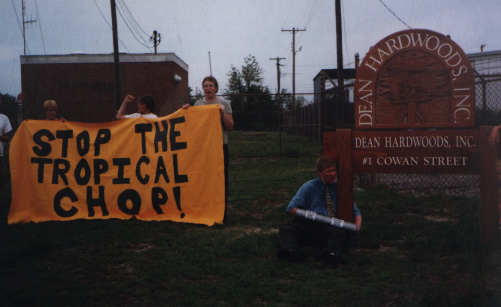 STOP THE
TROPICAL
CHOP!
DEAN HARDWOODS, INC.
DEAN HARDWOODS, INC.
#1 COWAN STREET